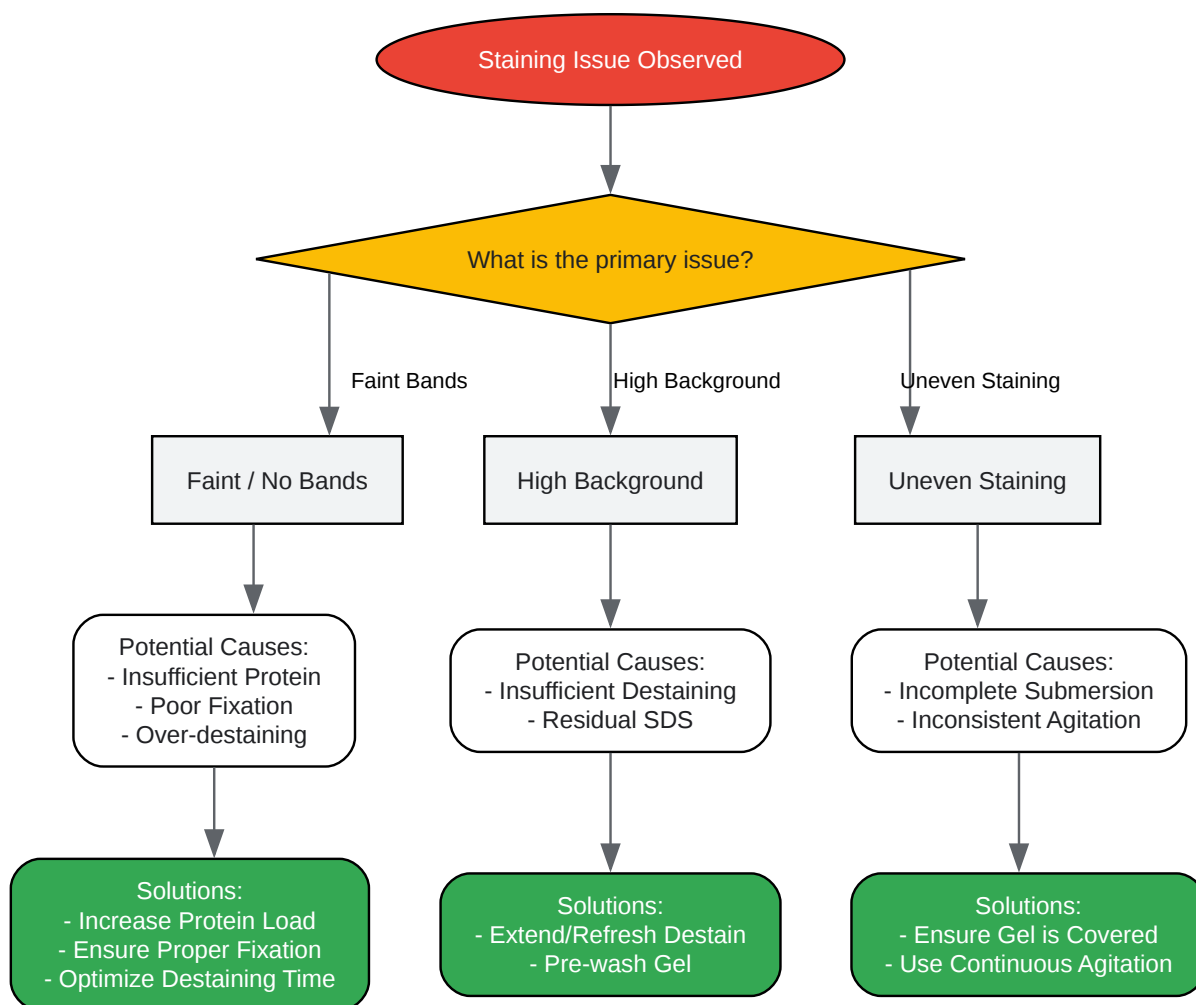 Staining Issue Observed
What is the primary issue?
Faint Bands
High Background
Uneven Staining
Faint / No Bands
High Background
Uneven Staining
Potential Causes:
- Insufficient Protein
- Poor Fixation
- Over-destaining
Potential Causes:
- Insufficient Destaining
- Residual SDS
Potential Causes:
- Incomplete Submersion
- Inconsistent Agitation
Solutions:
- Increase Protein Load
- Ensure Proper Fixation
- Optimize Destaining Time
Solutions:
- Extend/Refresh Destain
- Pre-wash Gel
Solutions:
- Ensure Gel is Covered
- Use Continuous Agitation